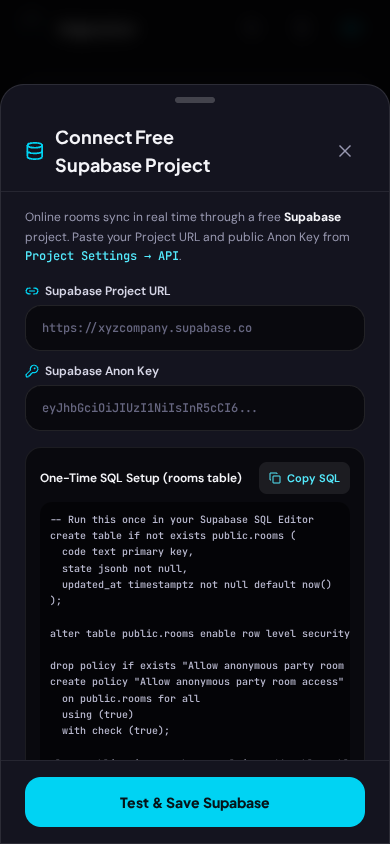 Connect Free
Supabase Project
Online rooms sync in real time through a free Supabase
project. Paste your Project URL and public Anon Key from
Project Settings → API.
Supabase Project URL
https://xyzcompany.supabase.co
Supabase Anon Key
eyJhbGciOiJIUzI1NiIsInR5cCI6...
One-Time SQL Setup (rooms table)
Copy SQL
-- Run this once in your Supabase SQL Editor
create table if not exists public.rooms (
  code text primary key,
  state jsonb not null,
  updated_at timestamptz not null default now()
);
alter table public.rooms enable row level security
drop policy if exists "Allow anonymous party room
create policy "Allow anonymous party room access"
  on public.rooms for all
  using (true)
  with check (true);
Test & Save Supabase